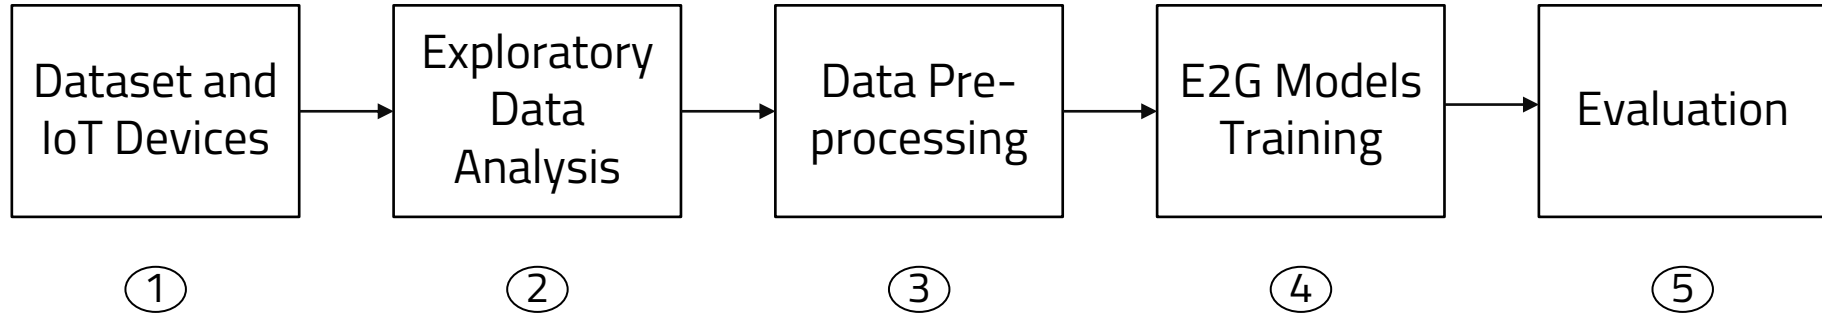 Dataset and
IoT Devices
Exploratory
Data
Analysis
Data Pre-
processing
E2G Models
Training
Evaluation
1
2
3
4
5